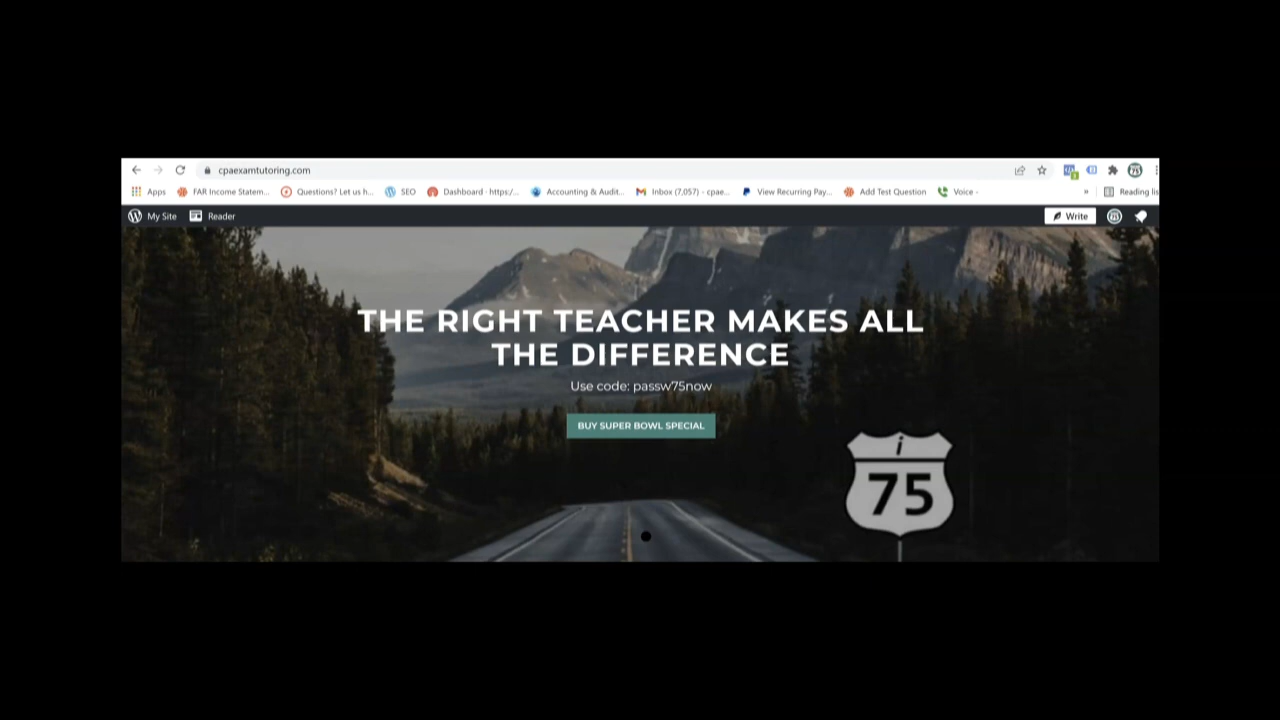 cpaexamtutoring.com
Apps FAR Income Statem... Questions? Let us h... SEO Dashboard · https:/... Accounting & Audit... Inbox (7,057) – cpae... View Recurring Pay... Add Test Question Voice - » Reading lis
My Site Reader Write
THE RIGHT TEACHER MAKES ALL
THE DIFFERENCE
Use code: passw75now
BUY SUPER BOWL SPECIAL
i
75